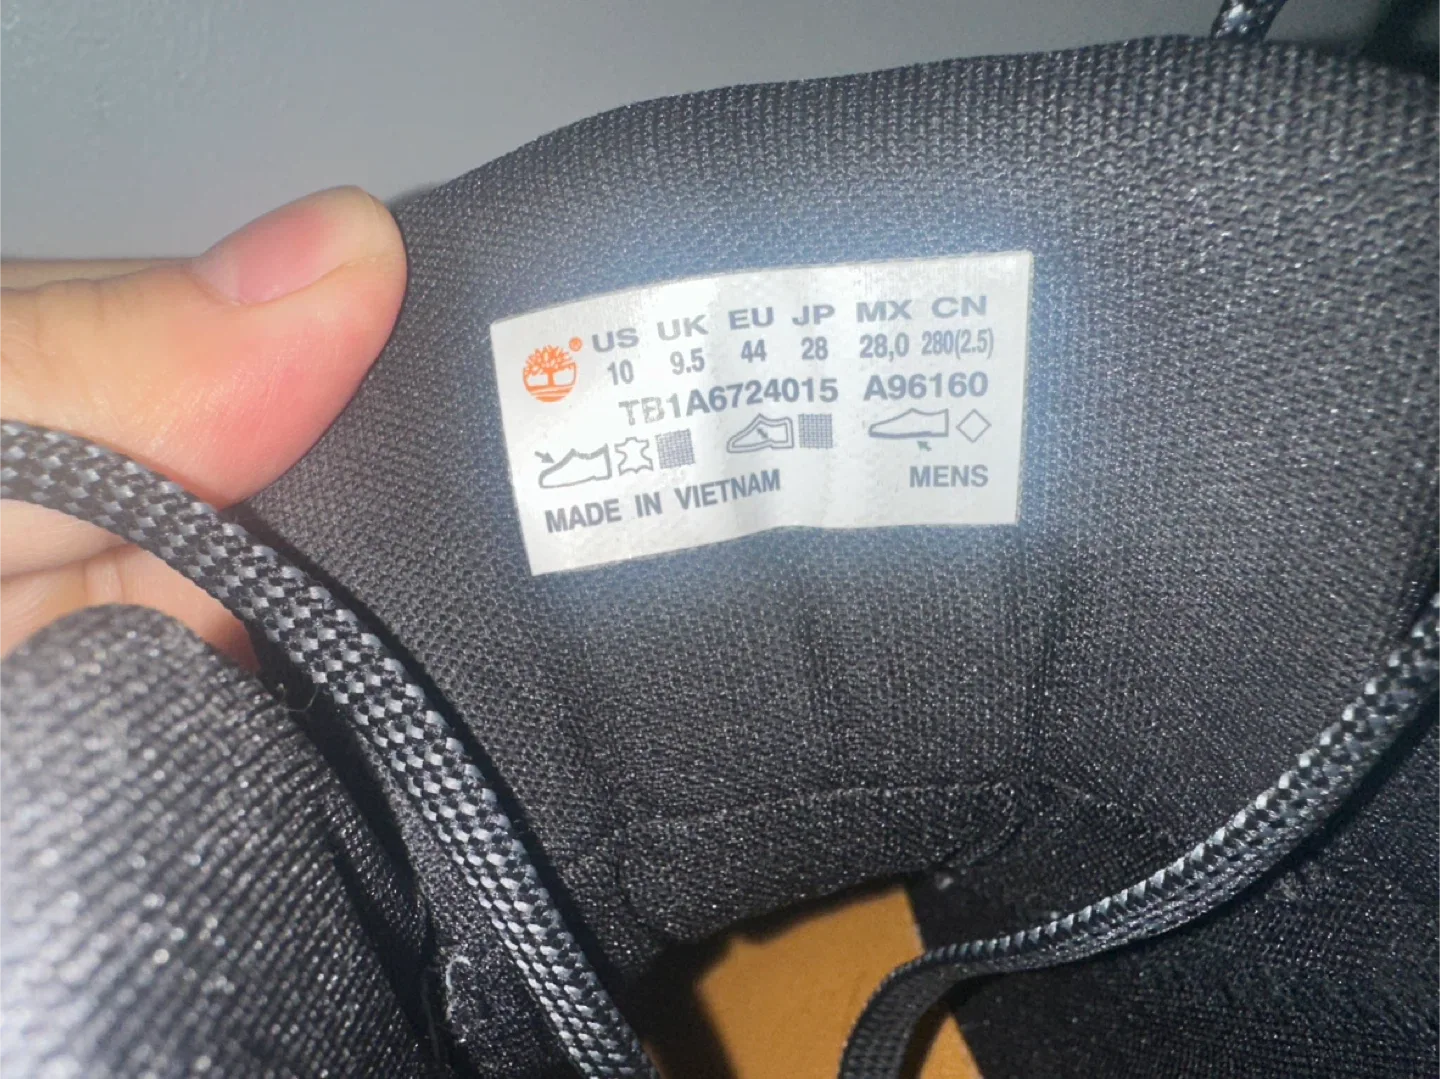 US UK EU JP MX CN
10 9.5 44 28 28,0 280(2.5)
TB1A6724015 A96160
MADE IN VIETNAM MENS